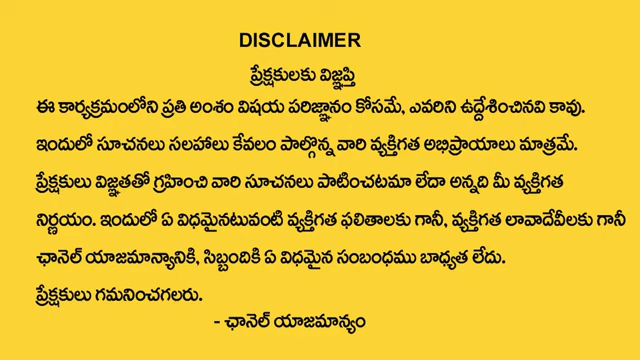 DISCLAIMER
ప్రేక్షకులకు విజ్ఞప్తి
ఈ కార్యక్రమంలోని ప్రతి అంశం విషయ పరిజ్ఞానం కోసమే, ఎవరిని ఉద్దేశించినవి కావు.
ఇందులో సూచనలు సలహాలు కేవలం పాల్గొన్న వారి వ్యక్తిగత అభిప్రాయాలు మాత్రమే.
ప్రేక్షకులు విజ్ఞతతో గ్రహించి వారి సూచనలు పాటించటమా లేదా అన్నది మీ వ్యక్తిగత
నిర్ణయం. ఇందులో ఏ విధమైనటువంటి వ్యక్తిగత ఫలితాలకు గానీ, వ్యక్తిగత లావాదేవీలకు గానీ
ఛానెల్ యాజమాన్యానికి, సిబ్బందికి ఏ విధమైన సంబంధము బాధ్యత లేదు.
ప్రేక్షకులు గమనించగలరు.
- ఛానెల్ యాజమాన్యం